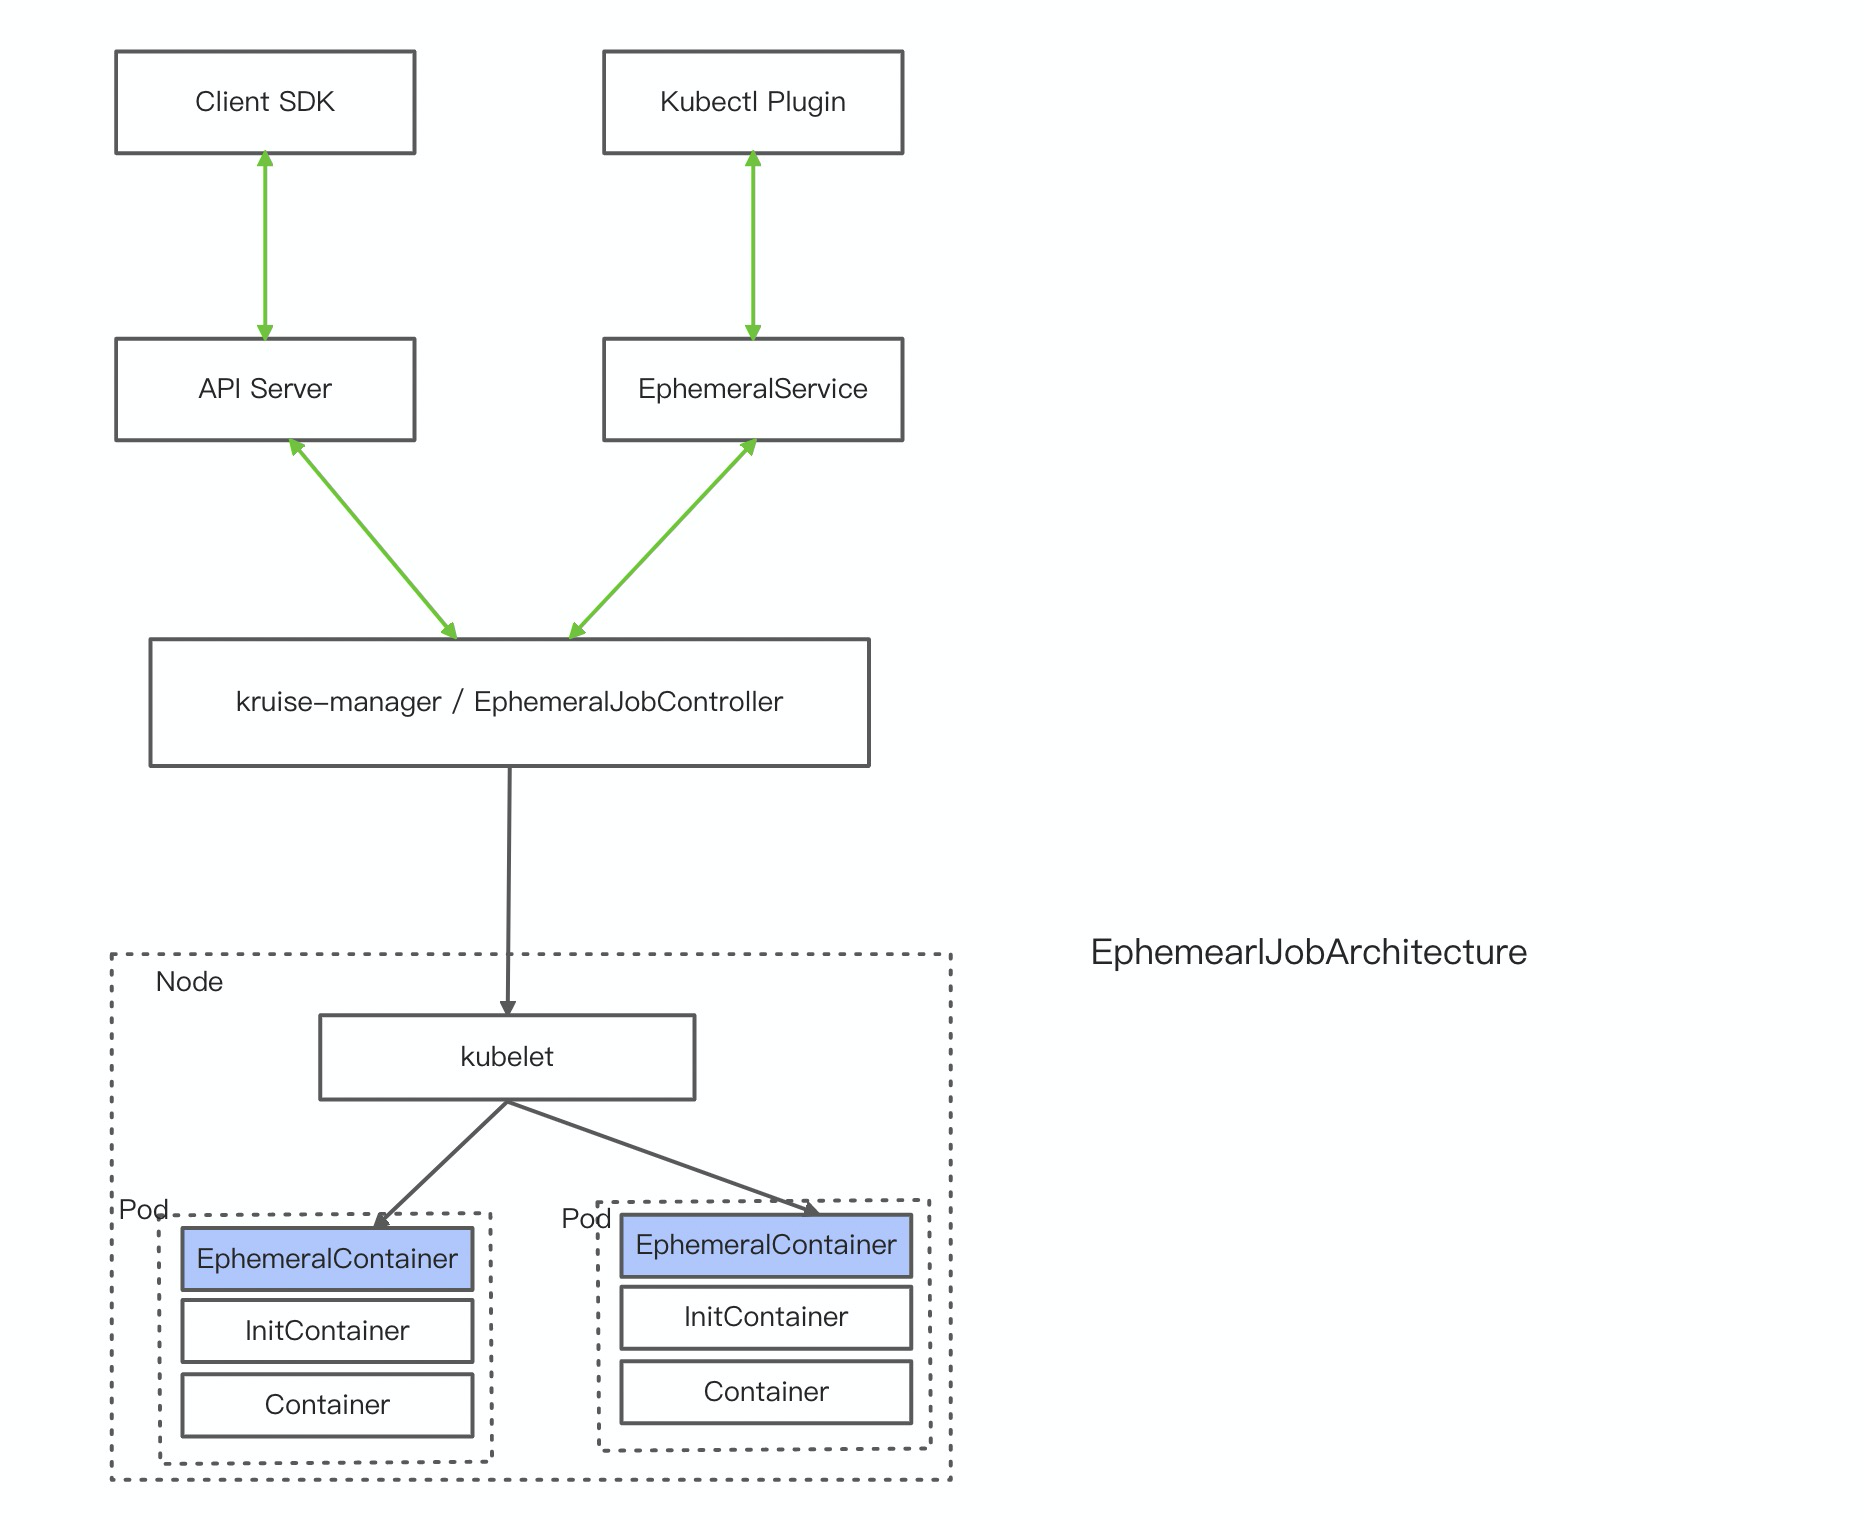 Client SDK
Kubectl Plugin
API Server
EphemeralService
kruise-manager / EphemeralJobController
EphemearlJobArchitecture
Node
kubelet
Pod
EphemeralContainer
InitContainer
Container
Pod
EphemeralContainer
InitContainer
Container